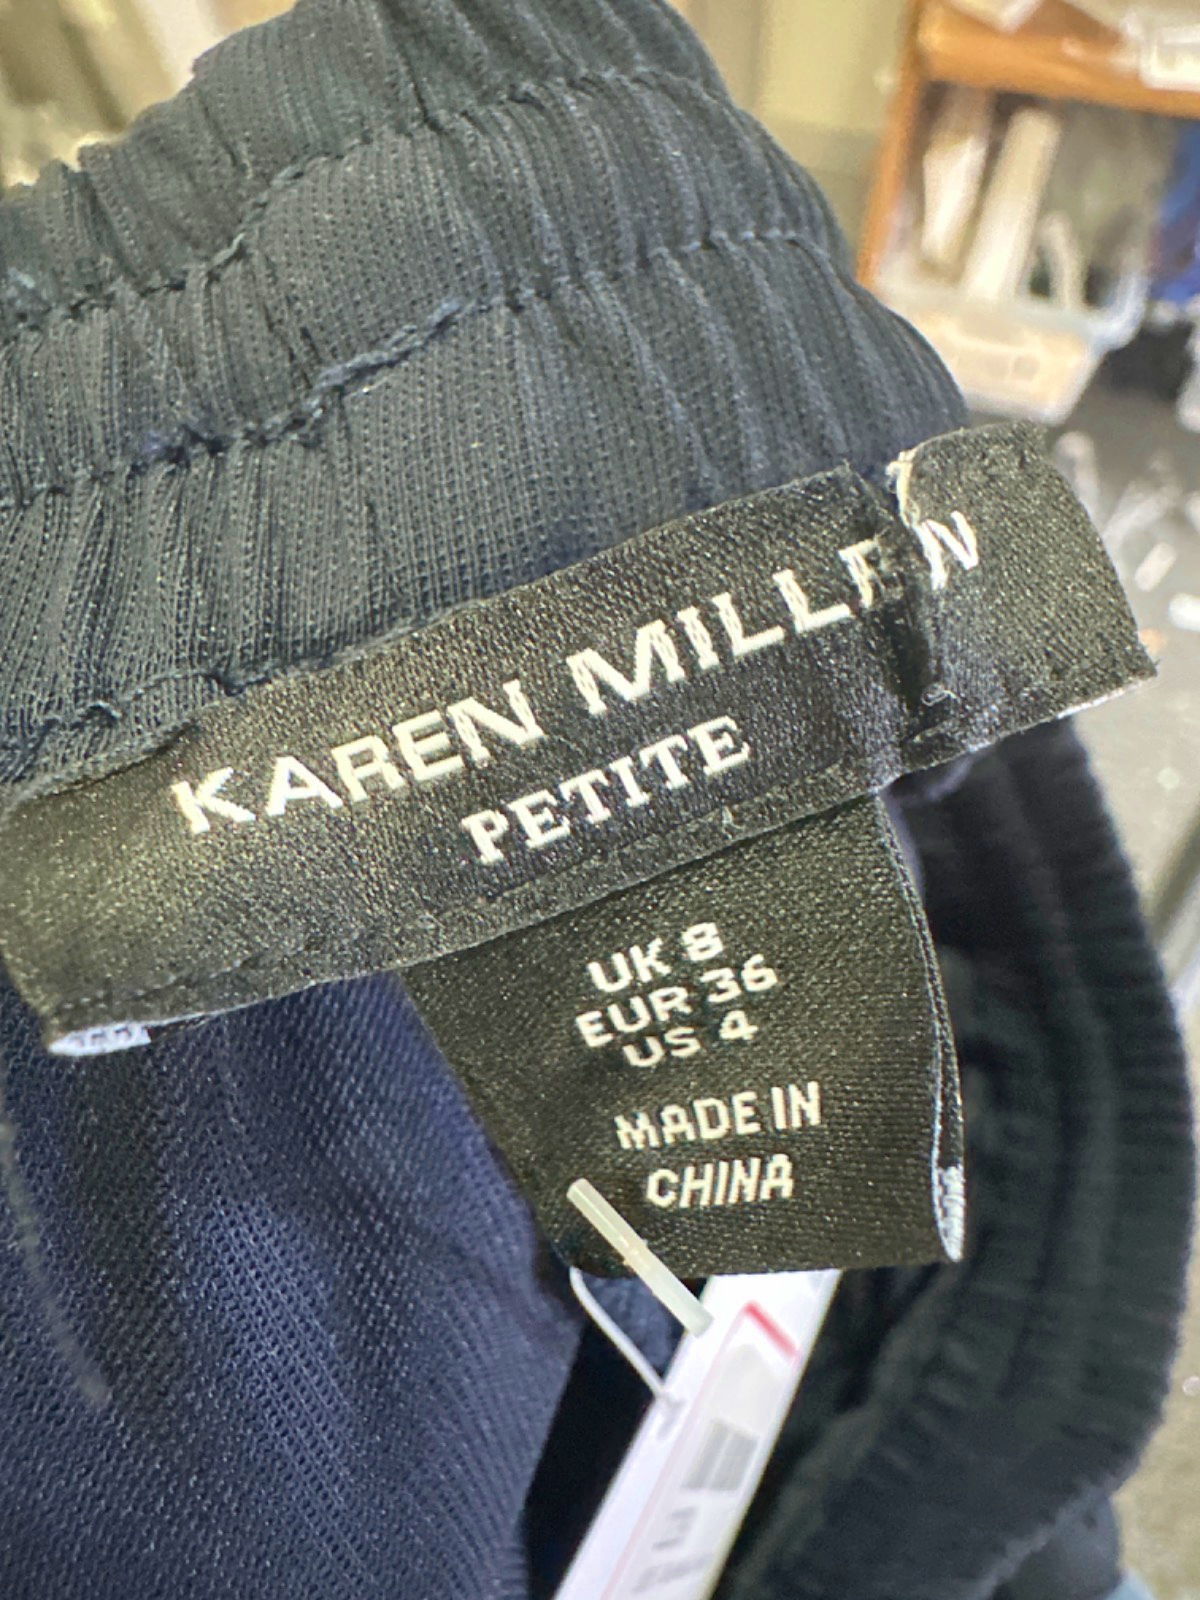 KAREN MILLEN
PETITE
UK 8
EUR 36
US 4
MADE IN
CHINA